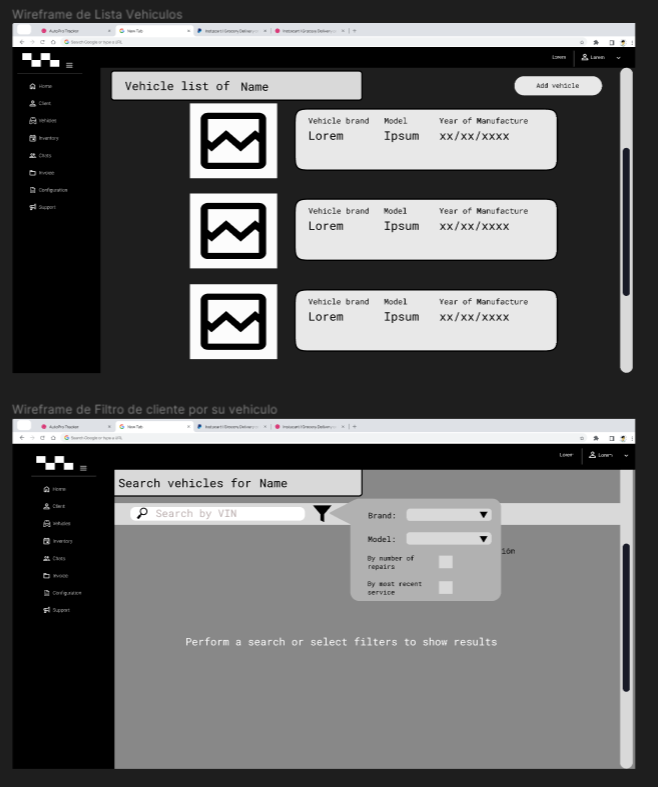 Wireframe de Lista Vehiculos
AutoPro Tracker
New Tab
Instacart | Grocery Delivery
Instacart | Grocery Delivery
Search Google or type a URL
Lorem
Lorem
Home
Vehicle list of Name
Add vehicle
Client
Vehicles
Vehicle brand Model Year of Manufacture
Lorem Ipsum xx/xx/xxxx
Inventory
Chats
Invoice
Configuration
Support
Vehicle brand Model Year of Manufacture
Lorem Ipsum xx/xx/xxxx
Vehicle brand Model Year of Manufacture
Lorem Ipsum xx/xx/xxxx
Wireframe de Filtro de cliente por su vehiculo
AutoPro Tracker
New Tab
Instacart | Grocery Delivery
Instacart | Grocery Delivery
Search Google or type a URL
Lorem
Lorem
Search vehicles for Name
Home
Client
Search by VIN
Vehicles
Inventory
Chats
Invoice
Configuration
Support
Brand:
Model:
ión
By number of
repairs
By most recent
service
Perform a search or select filters to show results